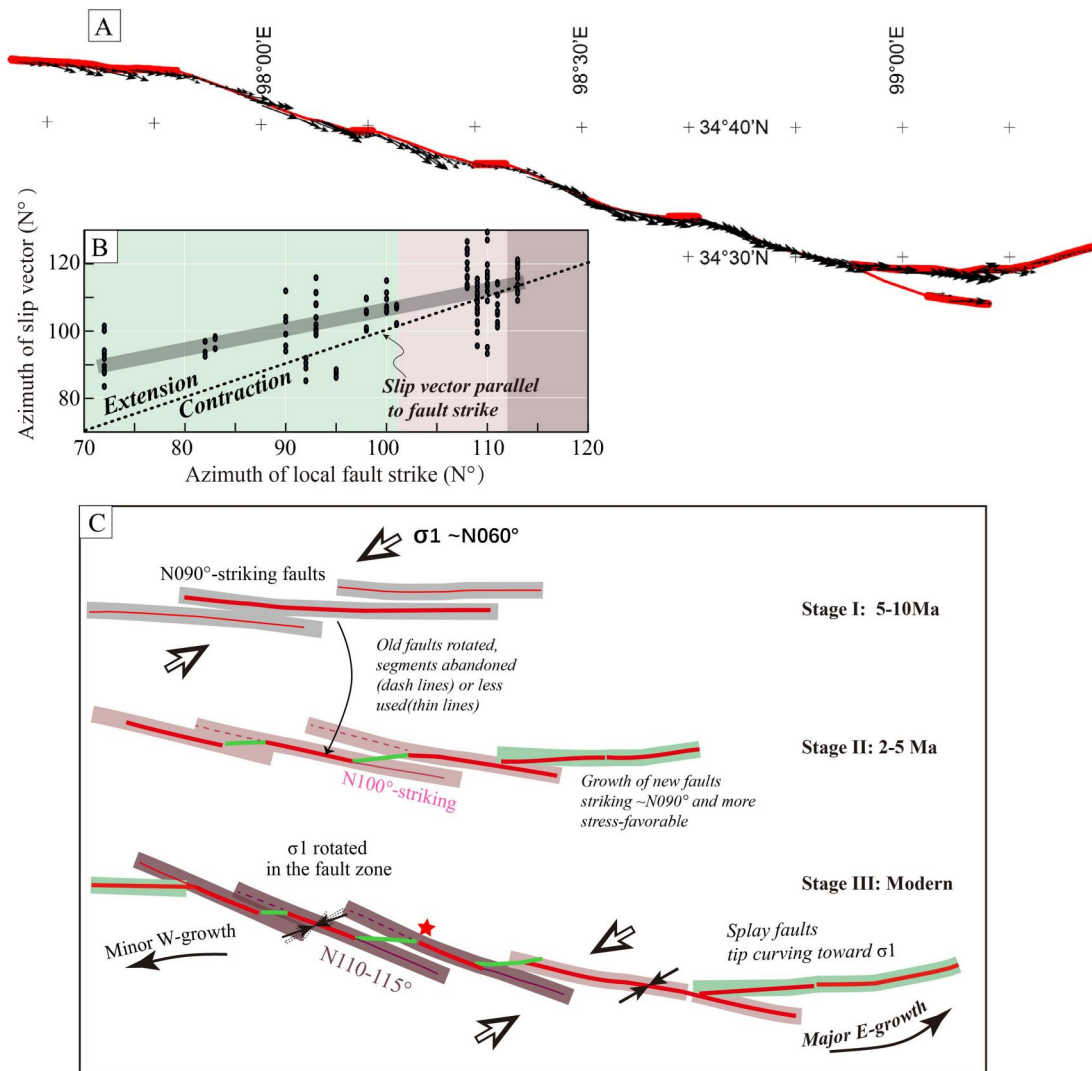 A
98°00'E
98°30'E
99°00'E
34°40'N
34°30'N
B
Azimuth of slip vector (N°)
120
100
80
Extension
Contraction
Slip vector parallel
to fault strike
70
80
90
100
110
120
Azimuth of local fault strike (N°)
C
σ1 ~N060°
N090°-striking faults
Stage I: 5-10Ma
Old faults rotated,
segments abandoned
(dash lines) or less
used(thin lines)
Stage II: 2-5 Ma
N100°-striking
Growth of new faults
striking ~N090° and more
stress-favorable
σ1 rotated
in the fault zone
Stage III: Modern
Minor W-growth
N110-115°
Splay faults
tip curving toward σ1
Major E-growth